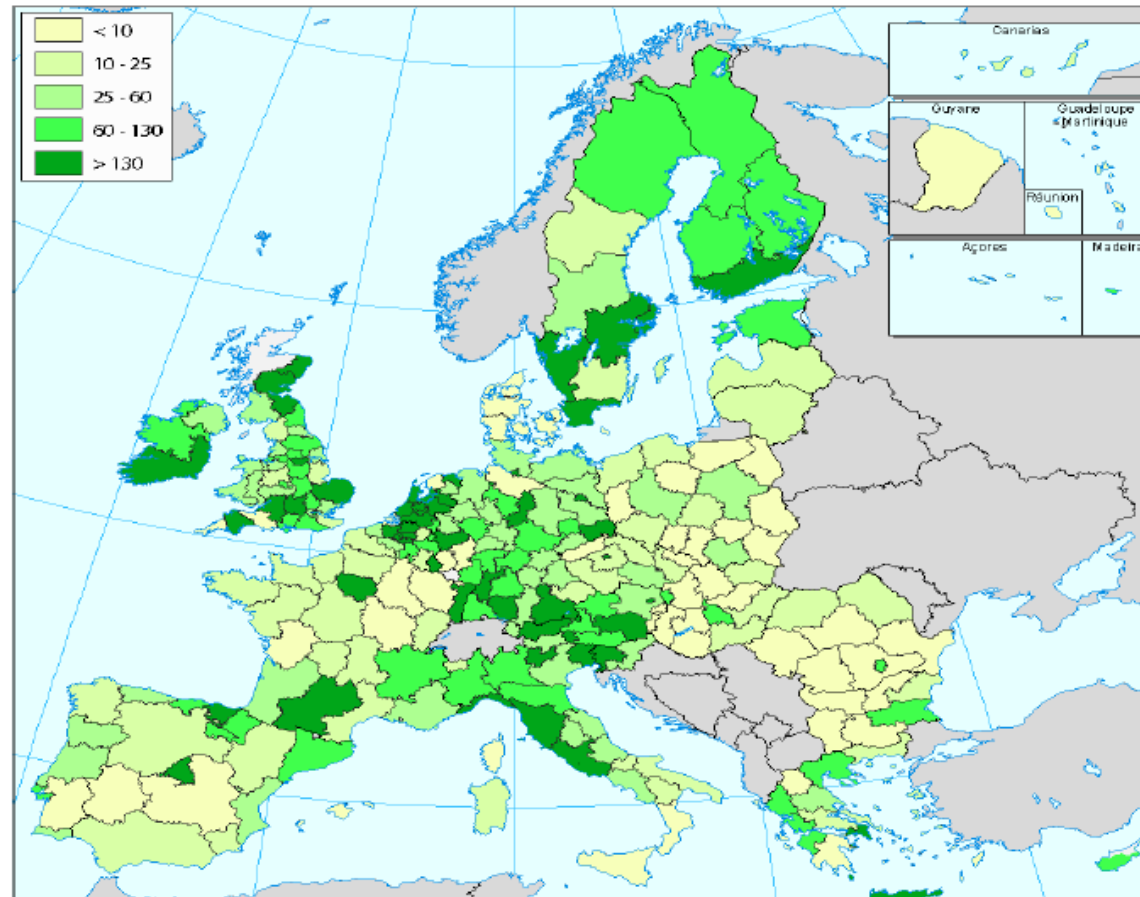 < 10
10 - 25
25 - 60
60 - 130
> 130
Canarias
Guyane
Guadeloupe
Martinique
Réunion
Açores
Madeira